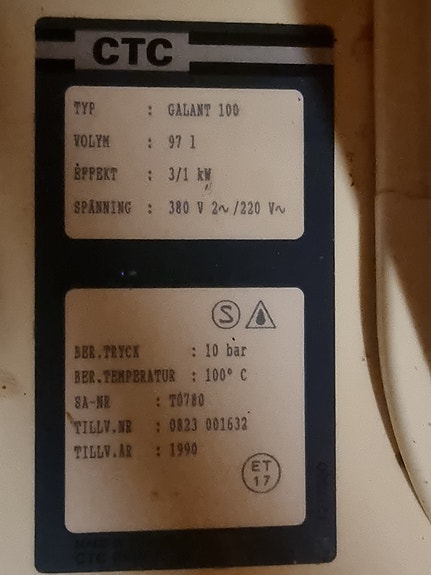 CTC
TYP : GALANT 100
VOLYM : 97 l
EFFEKT : 3/1 kW
SPÄNNING : 380 V 2~/220 V~
S
BER.TRYCK : 10 bar
BER.TEMPERATUR : 100° C
SA-NR : T0780
TILLV.NR : 0823 001632
TILLV.ÅR : 1990
ET
17
CTC